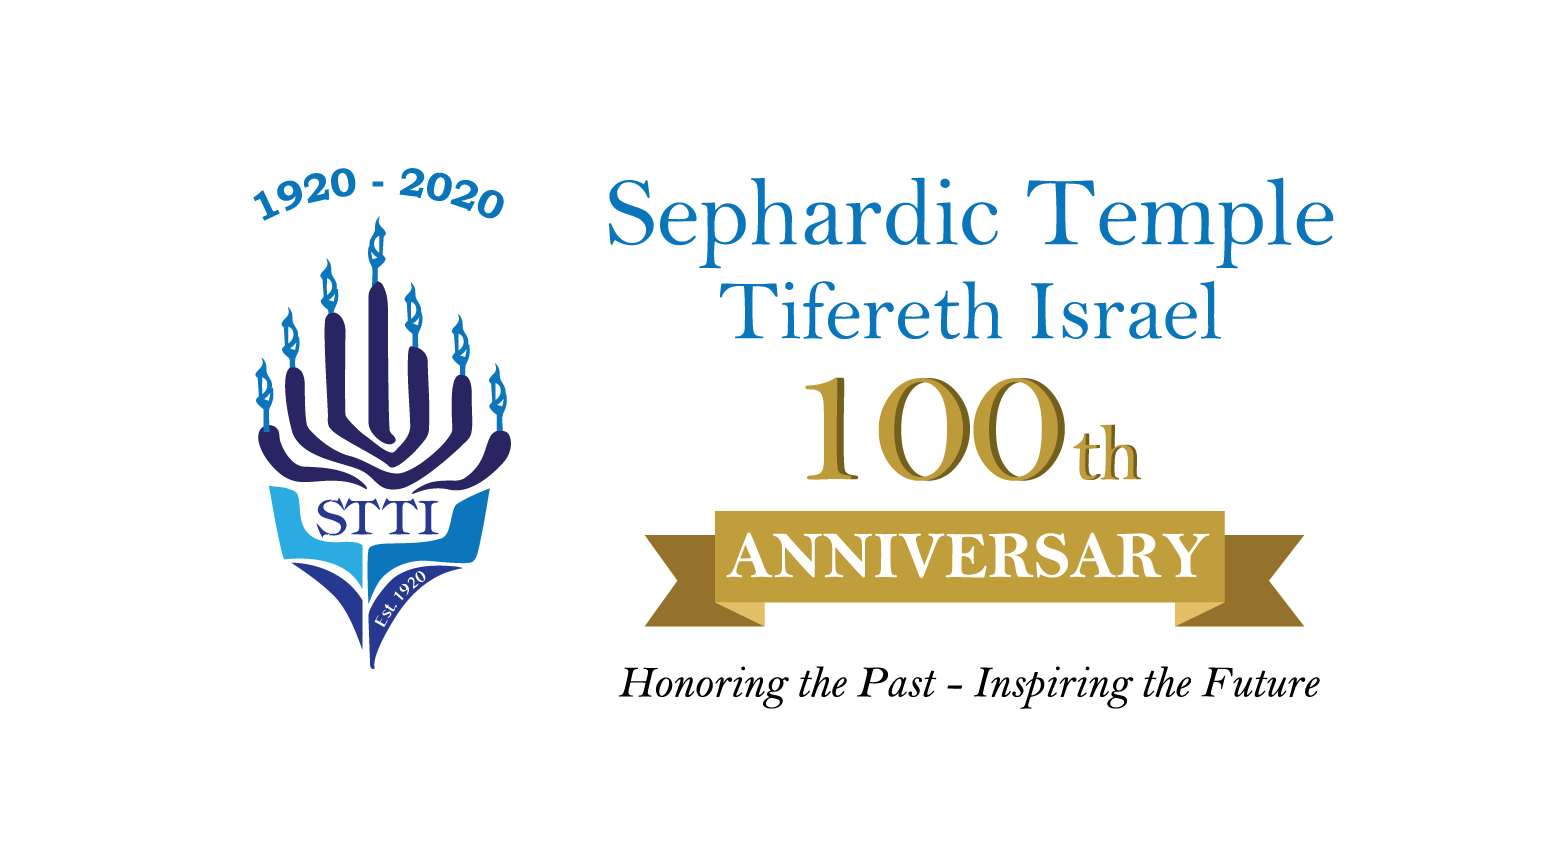 1920 - 2020
STTI
Est. 1920
Sephardic Temple
Tifereth Israel
100th
ANNIVERSARY
Honoring the Past - Inspiring the Future